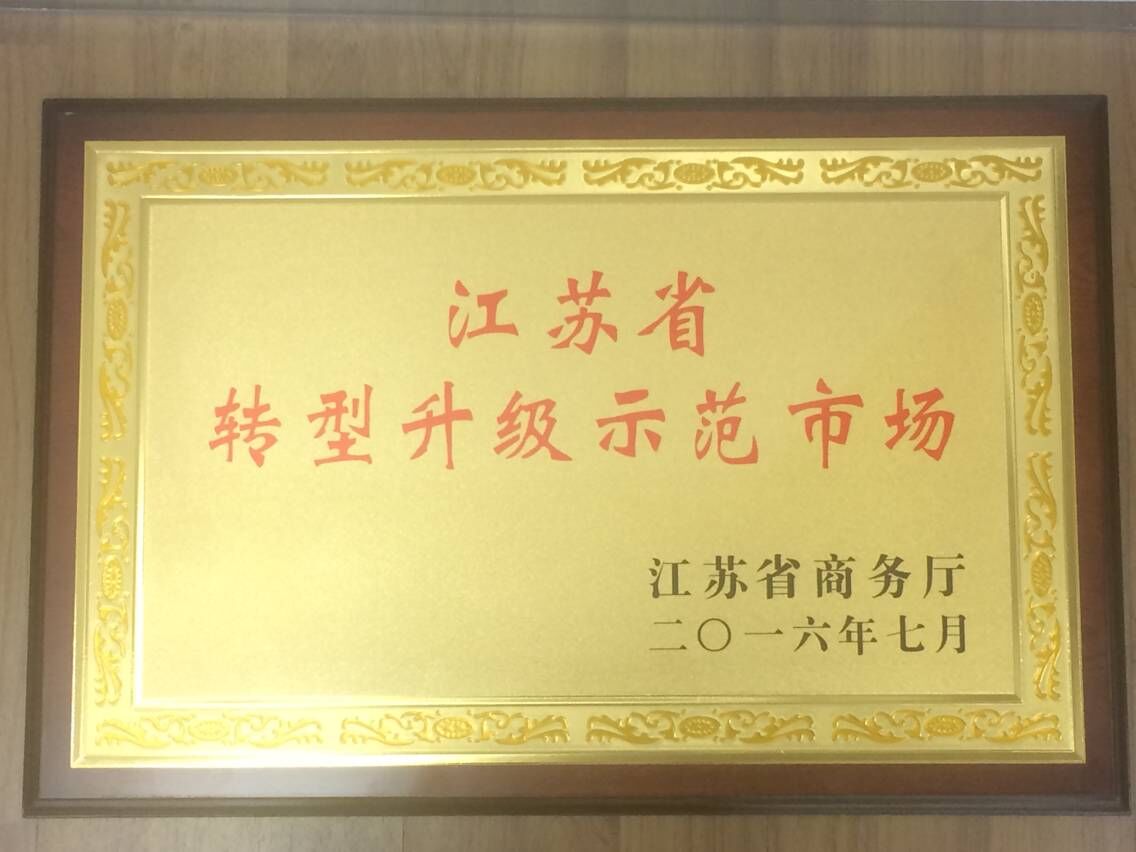 江苏省
转型升级示范市场
江苏省商务厅
二〇一六年七月